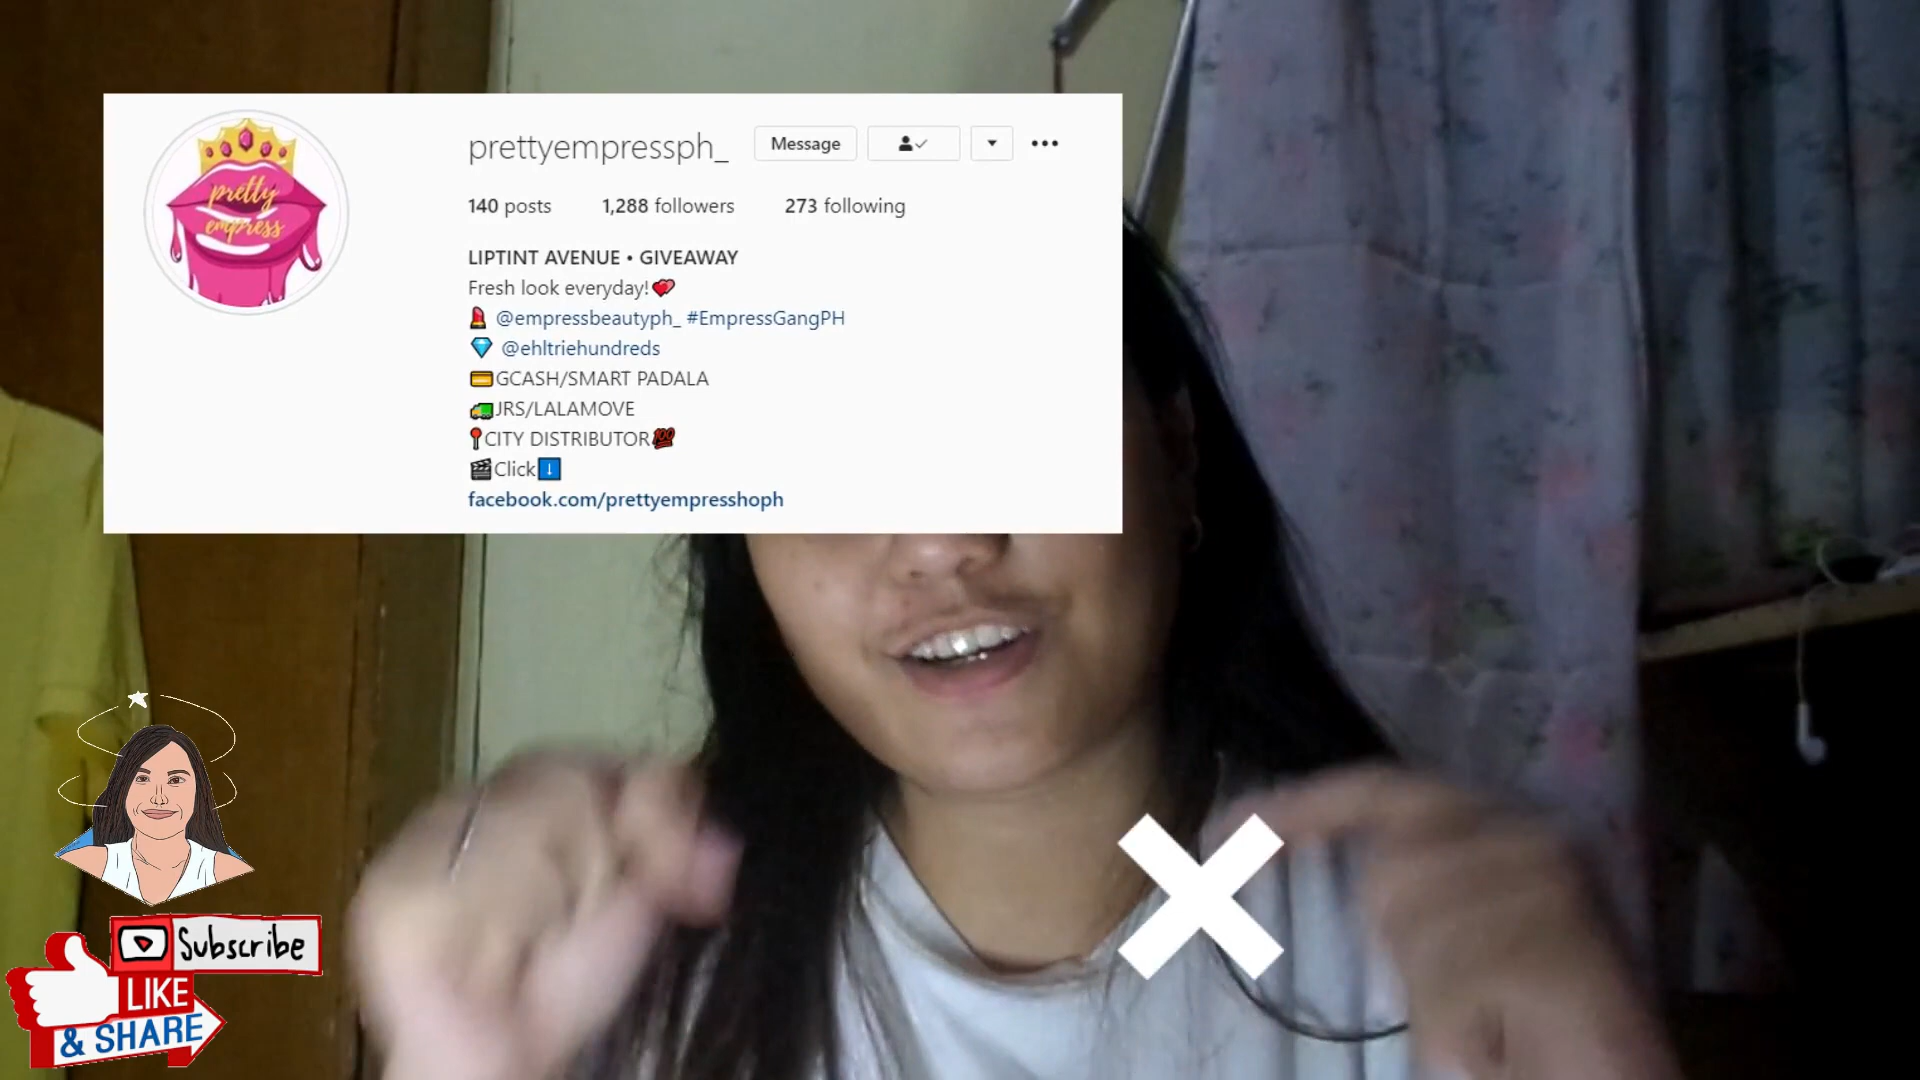 pretty
empress
prettyempressph_
Message
140 posts 1,288 followers 273 following
LIPTINT AVENUE • GIVEAWAY
Fresh look everyday!💕
💄 @empressbeautyph_ #EmpressGangPH
💎 @ehltriehundreds
💳GCASH/SMART PADALA
🚚JRS/LALAMOVE
📍CITY DISTRIBUTOR💯
🎬Click⬇️
facebook.com/prettyempresshoph
Subscribe
LIKE
& SHARE